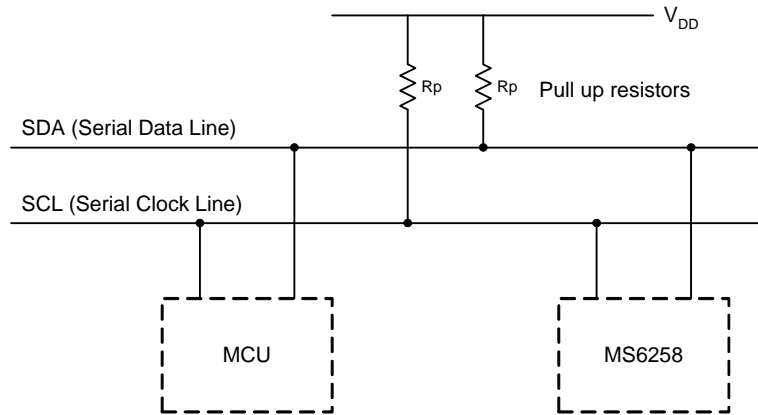 V_DD
Rp
Rp
Pull up resistors
SDA (Serial Data Line)
SCL (Serial Clock Line)
MCU
MS6258